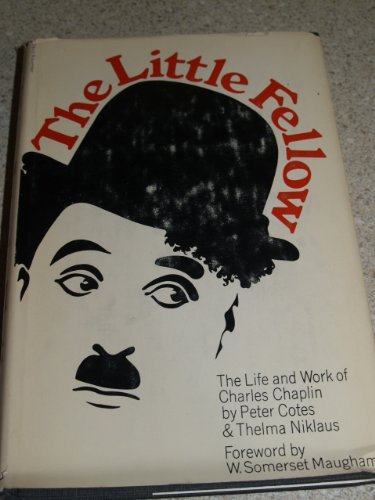 The Little Fellow
The Life and Work of
Charles Chaplin
by Peter Cotes
& Thelma Niklaus
Foreword by
W. Somerset Maugham